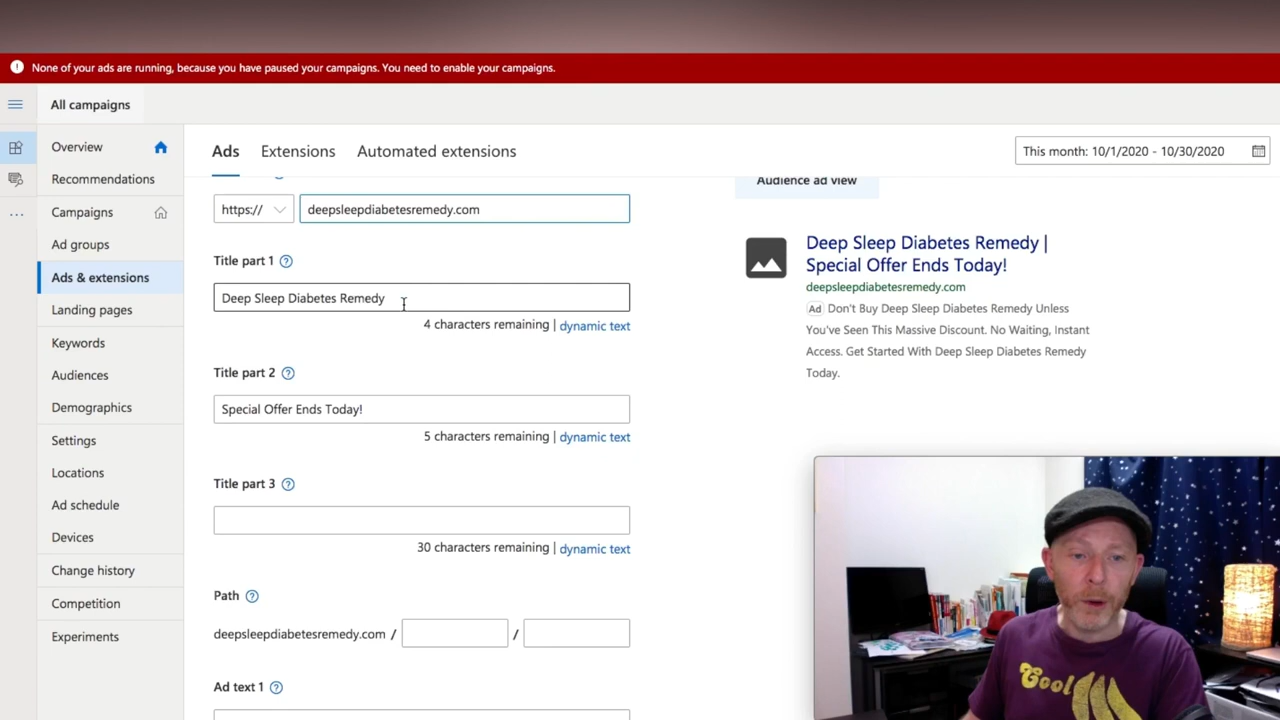 None of your ads are running, because you have paused your campaigns. You need to enable your campaigns.
All campaigns
Overview
Recommendations
Campaigns
Ad groups
Ads & extensions
Landing pages
Keywords
Audiences
Demographics
Settings
Locations
Ad schedule
Devices
Change history
Competition
Experiments
Ads
Extensions
Automated extensions
This month: 10/1/2020 - 10/30/2020
https://
deepsleepdiabetesremedy.com
Title part 1
Deep Sleep Diabetes Remedy
4 characters remaining | dynamic text
Title part 2
Special Offer Ends Today!
5 characters remaining | dynamic text
Title part 3
30 characters remaining | dynamic text
Path
deepsleepdiabetesremedy.com / /
Ad text 1
Audience ad view
Deep Sleep Diabetes Remedy |
Special Offer Ends Today!
deepsleepdiabetesremedy.com
Ad Don't Buy Deep Sleep Diabetes Remedy Unless
You've Seen This Massive Discount. No Waiting, Instant
Access. Get Started With Deep Sleep Diabetes Remedy
Today.
Cool